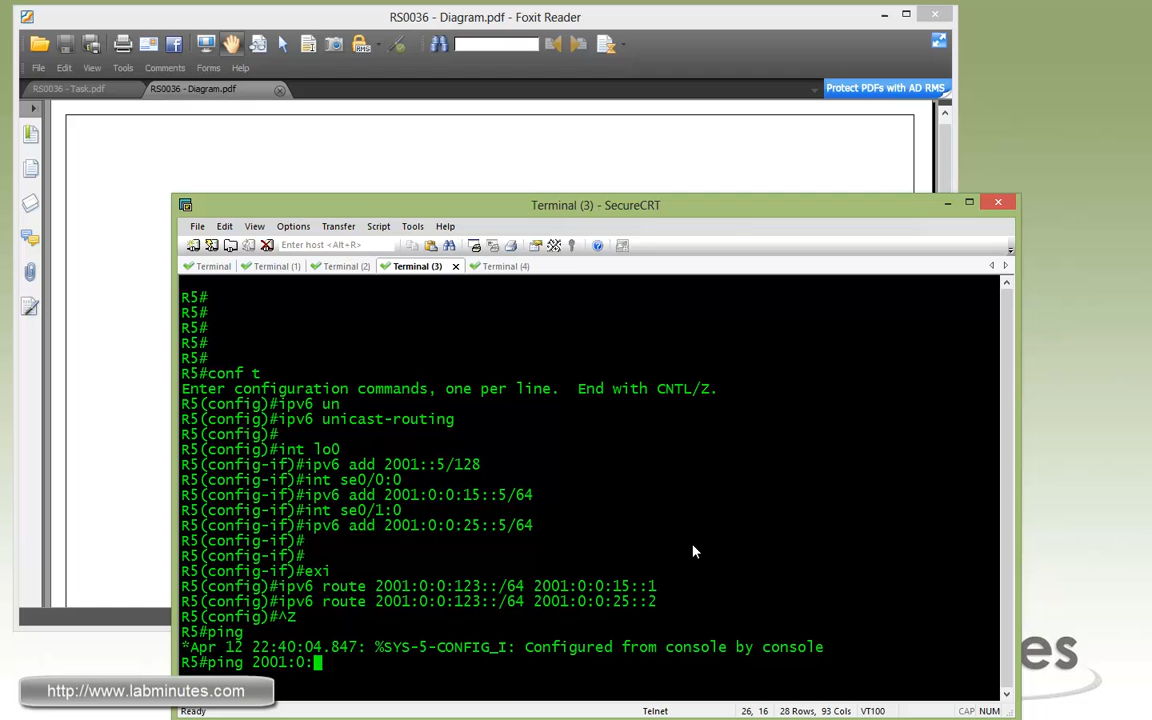 RS0036 - Diagram.pdf - Foxit Reader
File Edit View Tools Comments Forms Help
RS0036 - Task.pdf
RS0036 - Diagram.pdf
Protect PDFs with AD RMS
Terminal (3) - SecureCRT
File Edit View Options Transfer Script Tools Help
Enter host <Alt+R>
Terminal Terminal (1) Terminal (2) Terminal (3) Terminal (4)
R5#
R5#
R5#
R5#
R5#
R5#conf t
Enter configuration commands, one per line.  End with CNTL/Z.
R5(config)#ipv6 un
R5(config)#ipv6 unicast-routing
R5(config)#
R5(config)#int lo0
R5(config-if)#ipv6 add 2001::5/128
R5(config-if)#int se0/0:0
R5(config-if)#ipv6 add 2001:0:0:15::5/64
R5(config-if)#int se0/1:0
R5(config-if)#ipv6 add 2001:0:0:25::5/64
R5(config-if)#
R5(config-if)#
R5(config-if)#exi
R5(config)#ipv6 route 2001:0:0:123::/64 2001:0:0:15::1
R5(config)#ipv6 route 2001:0:0:123::/64 2001:0:0:25::2
R5(config)#^Z
R5#ping
*Apr 12 22:40:04.847: %SYS-5-CONFIG_I: Configured from console by console
R5#ping 2001:0:
http://www.labminutes.com
es
Ready Telnet 26, 16 28 Rows, 93 Cols VT100 CAP NUM